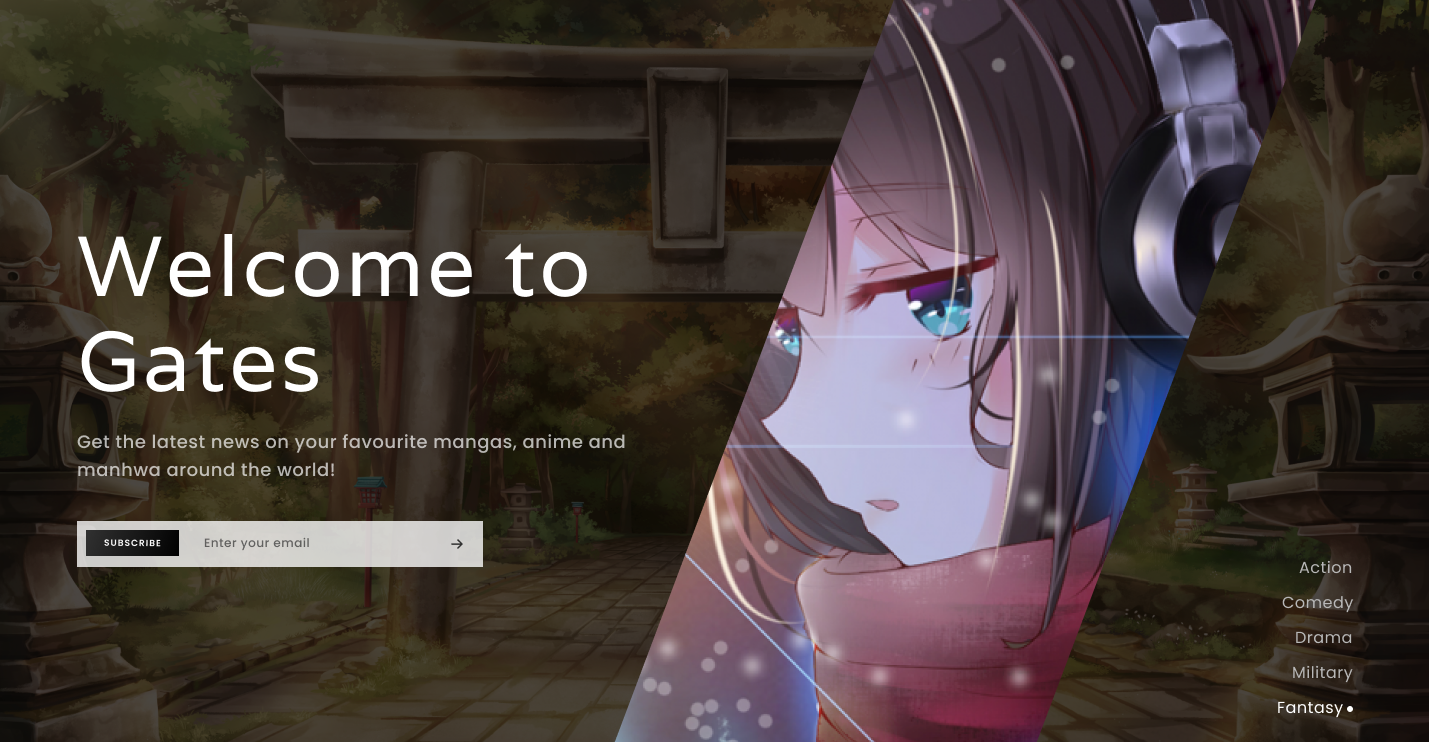 Welcome to
Gates
Get the latest news on your favourite mangas, anime and
manhwa around the world!
SUBSCRIBE Enter your email →
Action
Comedy
Drama
Military
Fantasy